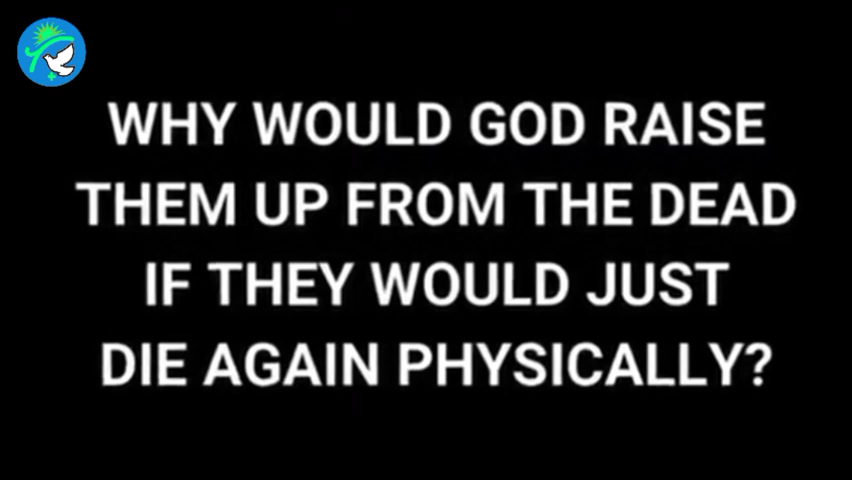 WHY WOULD GOD RAISE
THEM UP FROM THE DEAD
IF THEY WOULD JUST
DIE AGAIN PHYSICALLY?